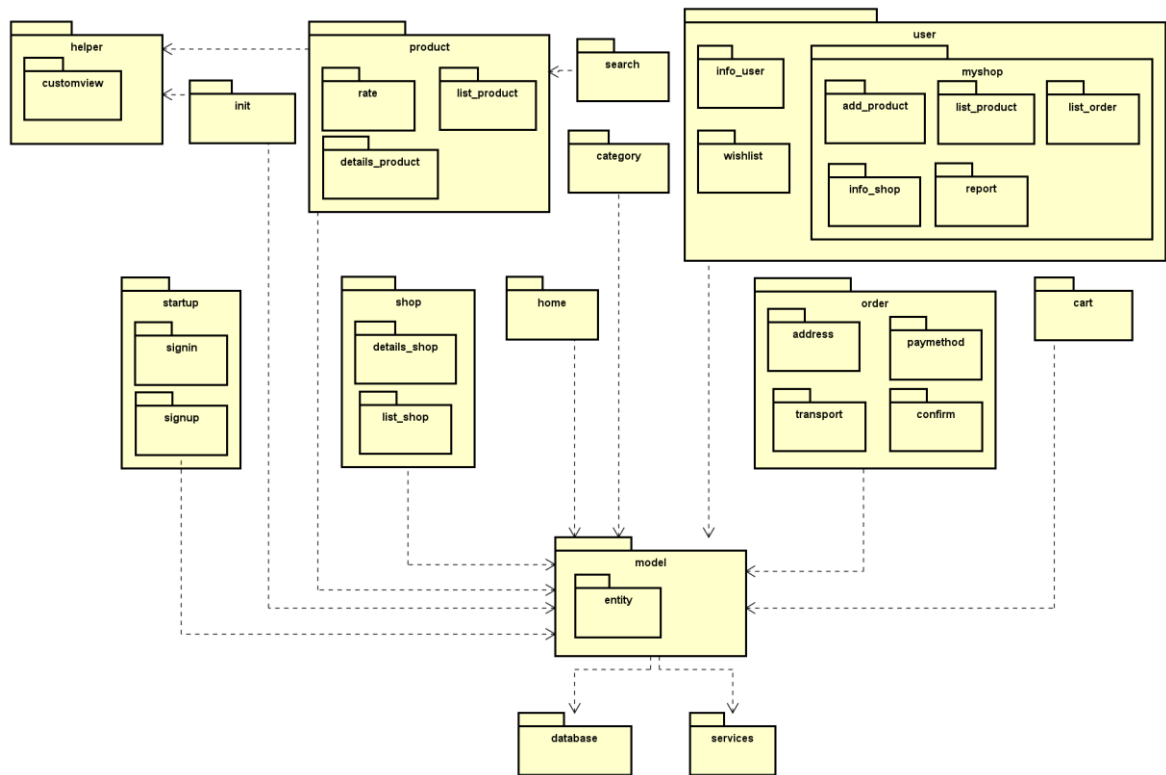 helper
customview
init
product
rate
list_product
details_product
search
category
user
info_user
wishlist
myshop
add_product
list_product
list_order
info_shop
report
startup
signin
signup
shop
details_shop
list_shop
home
order
address
paymethod
transport
confirm
cart
model
entity
database
services